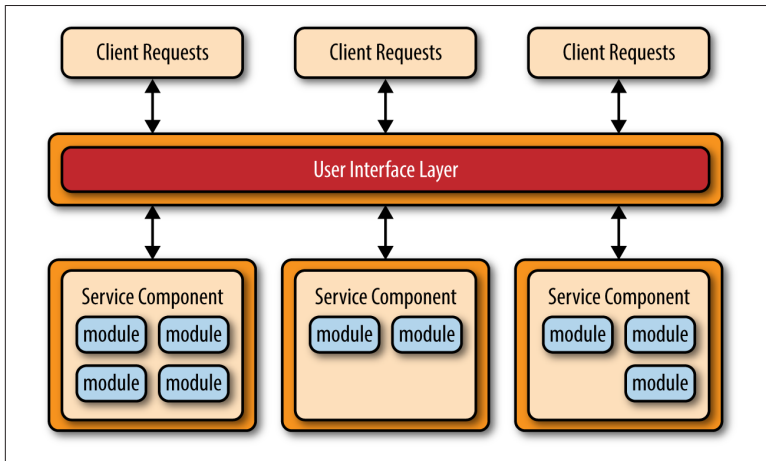 Client Requests
Client Requests
Client Requests
User Interface Layer
Service Component
module module
module module
Service Component
module module
Service Component
module module
module